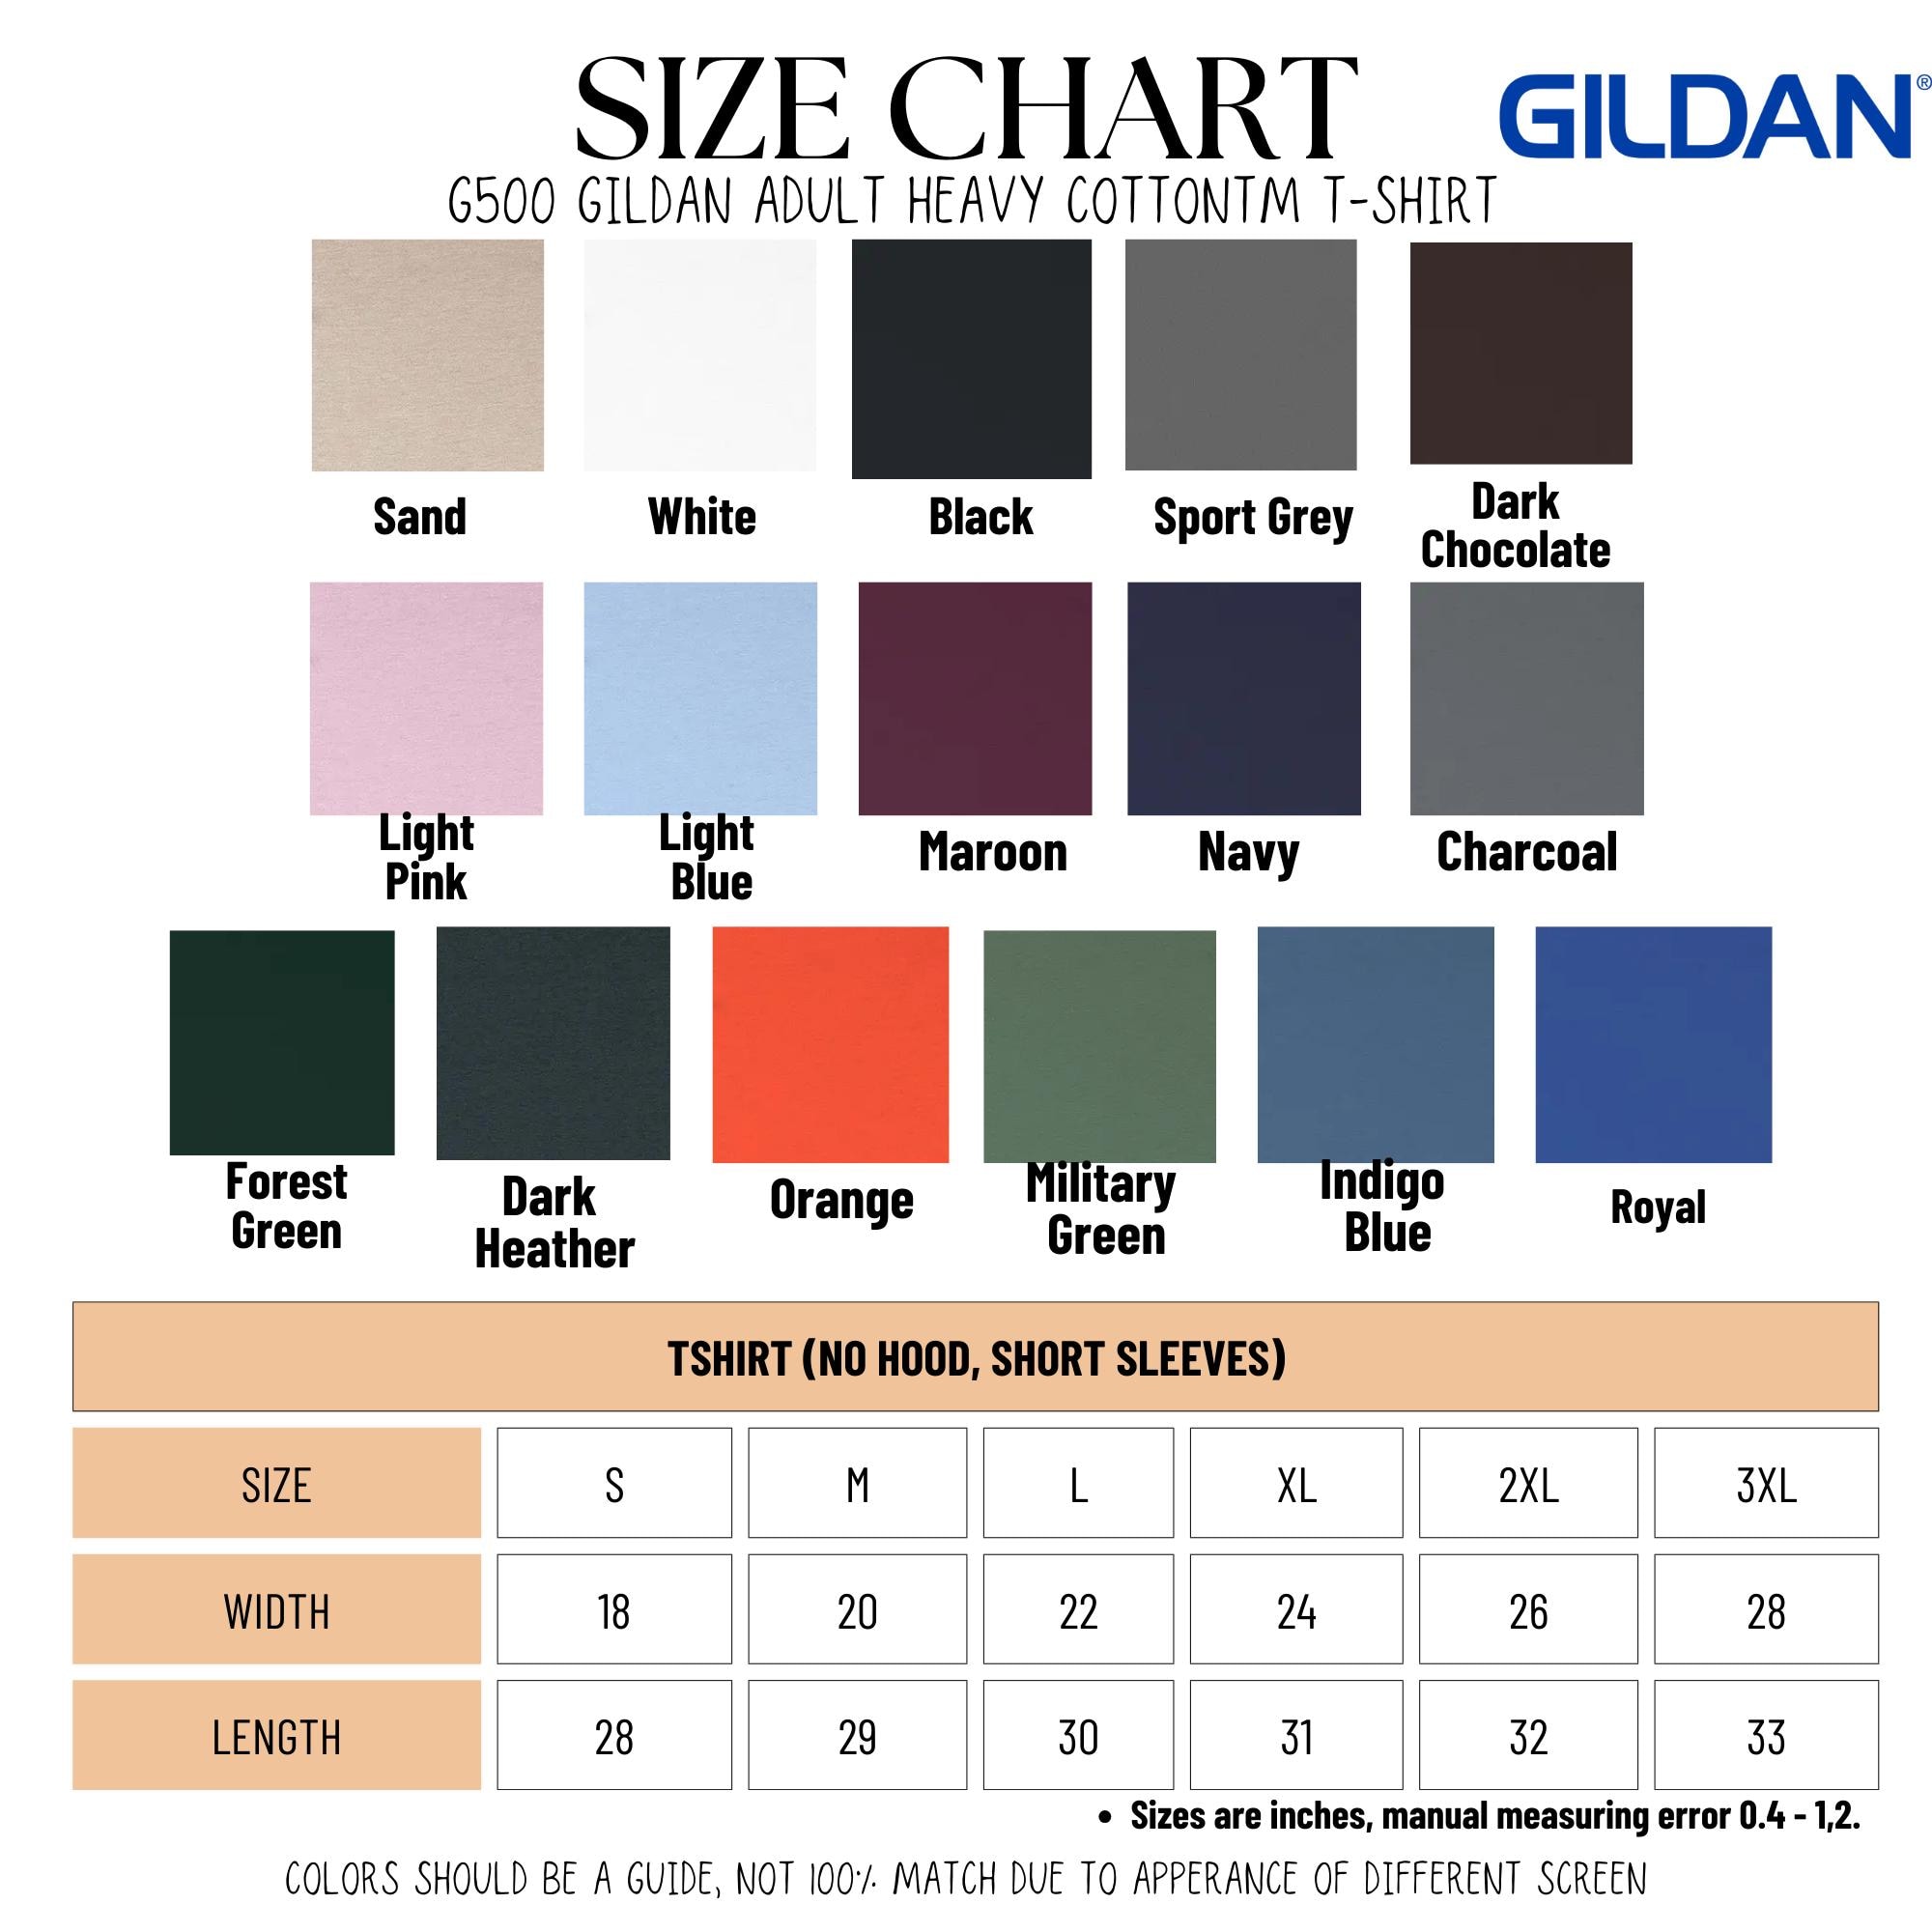 SIZE CHART
GILDAN®
G500 GILDAN ADULT HEAVY COTTONTM T-SHIRT
Sand White Black Sport Grey Dark
Chocolate
Light Light Maroon Navy Charcoal
Pink Blue
Forest Dark Orange Military Indigo Royal
Green Heather Green Blue
TSHIRT (NO HOOD, SHORT SLEEVES)
SIZE S M L XL 2XL 3XL
WIDTH 18 20 22 24 26 28
LENGTH 28 29 30 31 32 33
• Sizes are inches, manual measuring error 0.4 - 1,2.
COLORS SHOULD BE A GUIDE, NOT 100% MATCH DUE TO APPERANCE OF DIFFERENT SCREEN